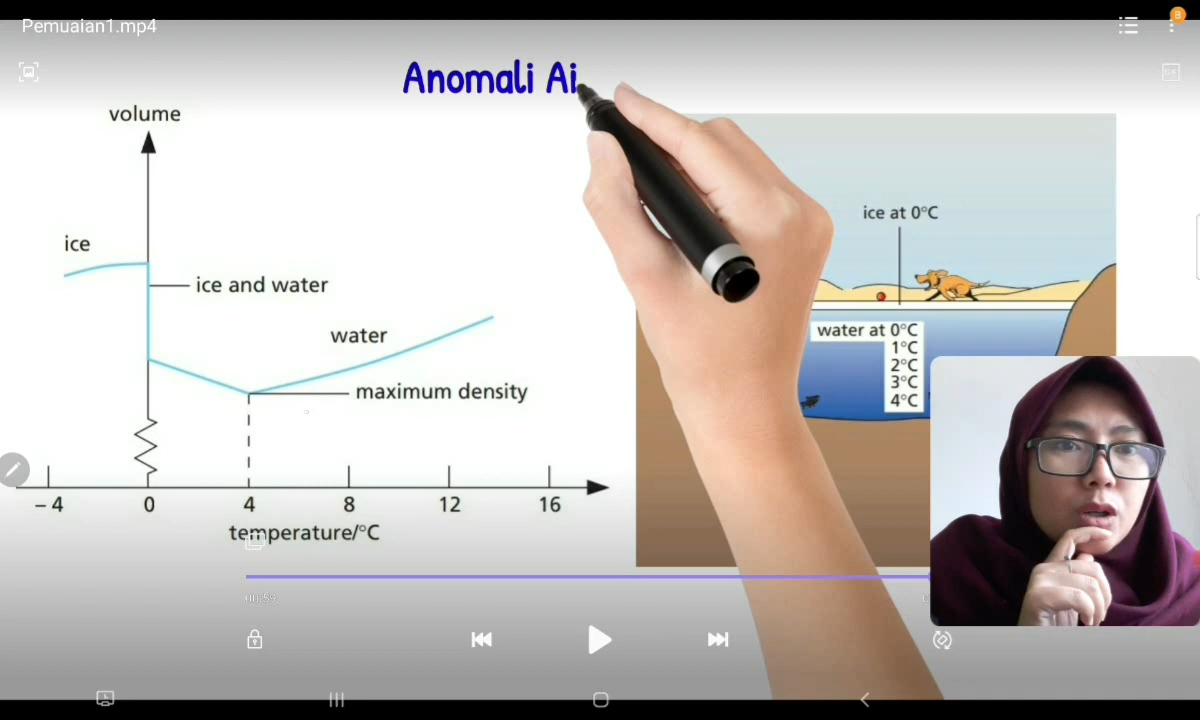 Pemuaian1.mp4
8
Anomali Ai
volume
ice at 0°C
ice
ice and water
water
water at 0°C
1°C
2°C
3°C
4°C
maximum density
– 4
0
4
8
12
16
temperature/°C